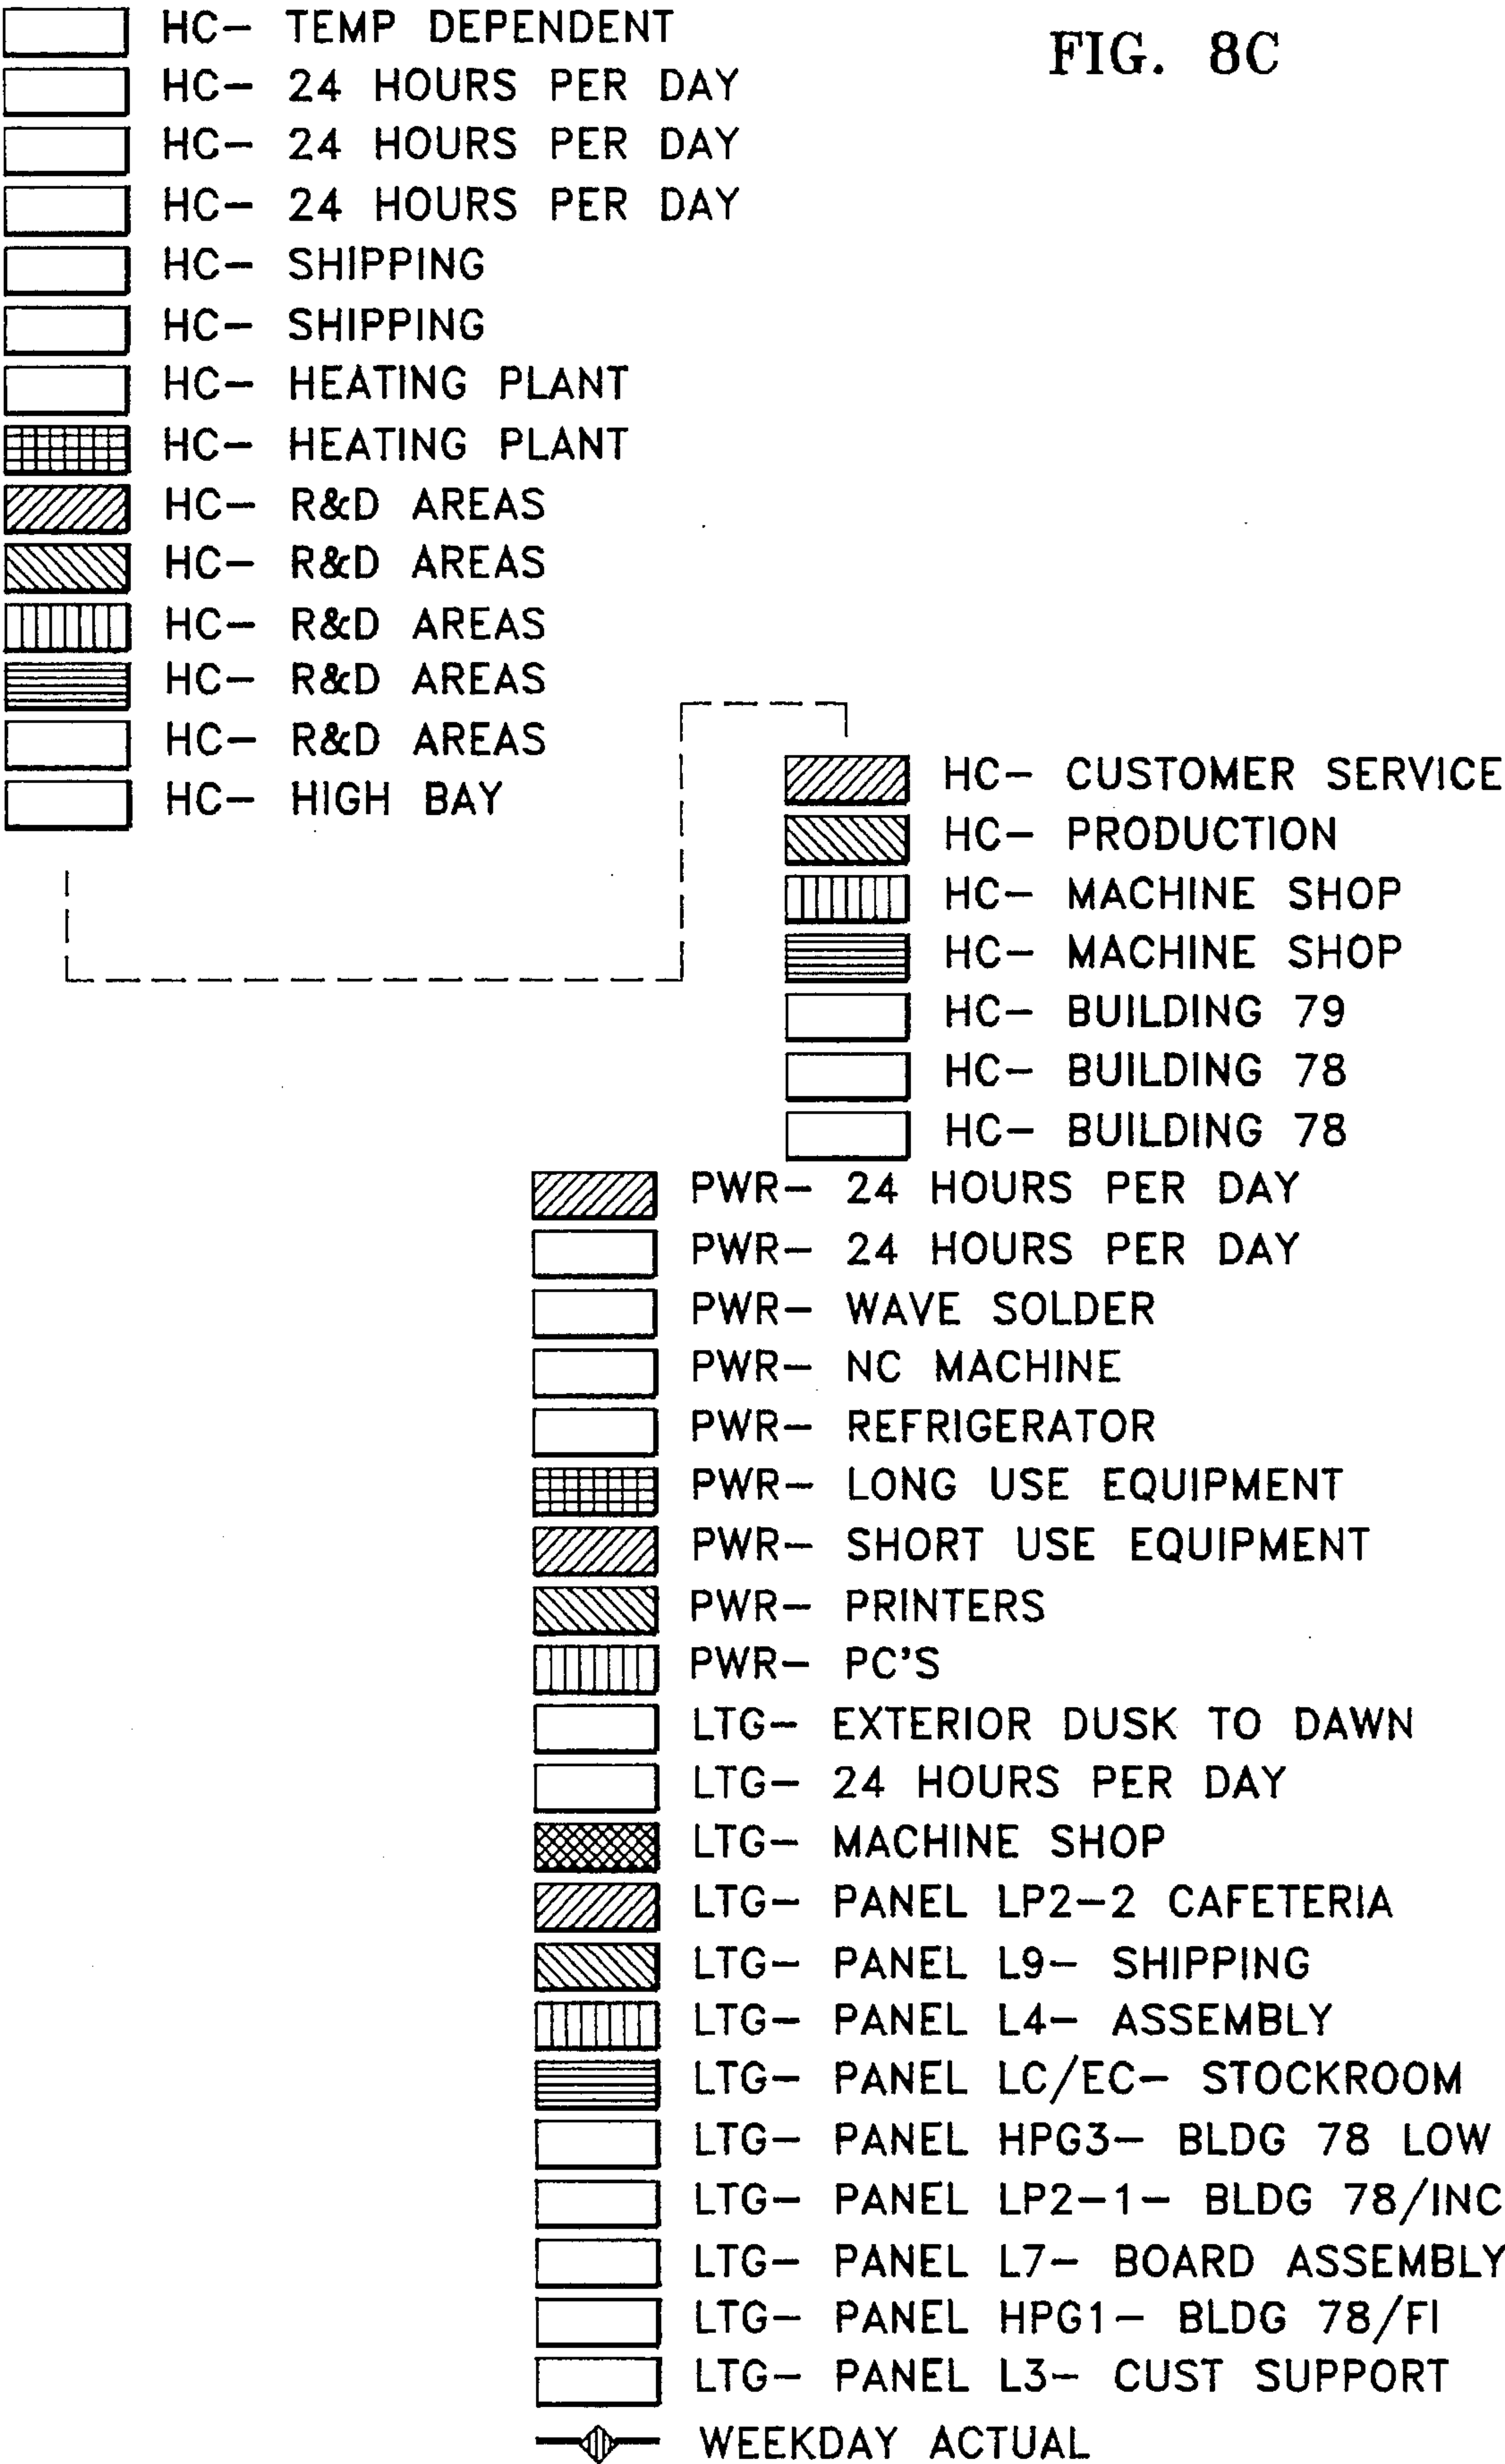 FIG. 8C
HC- TEMP DEPENDENT
HC- 24 HOURS PER DAY
HC- 24 HOURS PER DAY
HC- 24 HOURS PER DAY
HC- SHIPPING
HC- SHIPPING
HC- HEATING PLANT
HC- HEATING PLANT
HC- R&D AREAS
HC- R&D AREAS
HC- R&D AREAS
HC- R&D AREAS
HC- R&D AREAS
HC- HIGH BAY
HC- CUSTOMER SERVICE
HC- PRODUCTION
HC- MACHINE SHOP
HC- MACHINE SHOP
HC- BUILDING 79
HC- BUILDING 78
HC- BUILDING 78
PWR- 24 HOURS PER DAY
PWR- 24 HOURS PER DAY
PWR- WAVE SOLDER
PWR- NC MACHINE
PWR- REFRIGERATOR
PWR- LONG USE EQUIPMENT
PWR- SHORT USE EQUIPMENT
PWR- PRINTERS
PWR- PC'S
LTG- EXTERIOR DUSK TO DAWN
LTG- 24 HOURS PER DAY
LTG- MACHINE SHOP
LTG- PANEL LP2-2 CAFETERIA
LTG- PANEL L9- SHIPPING
LTG- PANEL L4- ASSEMBLY
LTG- PANEL LC/EC- STOCKROOM
LTG- PANEL HPG3- BLDG 78 LOW
LTG- PANEL LP2-1- BLDG 78/INC
LTG- PANEL L7- BOARD ASSEMBLY
LTG- PANEL HPG1- BLDG 78/FI
LTG- PANEL L3- CUST SUPPORT
WEEKDAY ACTUAL